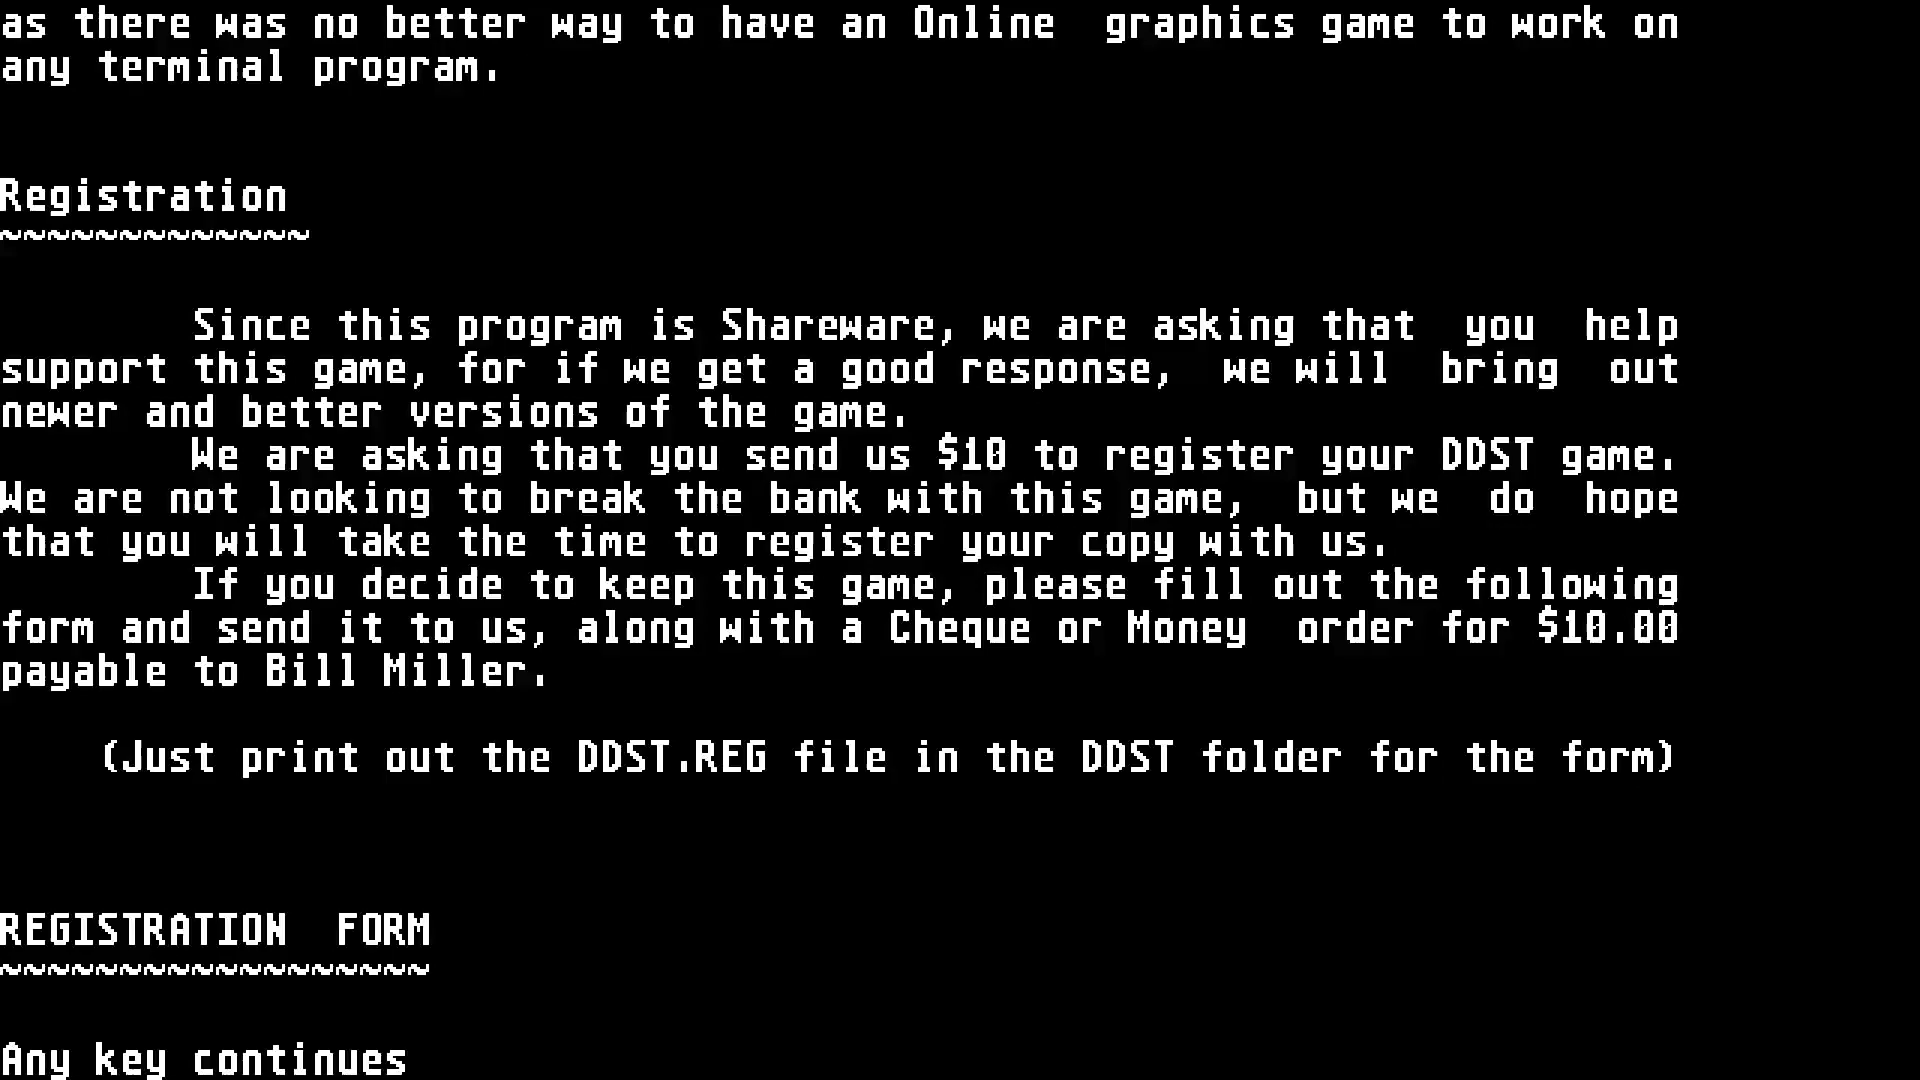 as there was no better way to have an Online  graphics game to work on
any terminal program.
Registration
~~~~~~~~~~~~~
Since this program is Shareware, we are asking that  you  help
support this game, for if we get a good response,  we will  bring  out
newer and better versions of the game.
We are asking that you send us $10 to register your DDST game.
We are not looking to break the bank with this game,  but we  do  hope
that you will take the time to register your copy with us.
If you decide to keep this game, please fill out the following
form and send it to us, along with a Cheque or Money  order for $10.00
payable to Bill Miller.
(Just print out the DDST.REG file in the DDST folder for the form)
REGISTRATION  FORM
~~~~~~~~~~~~~~~~~~
Any key continues